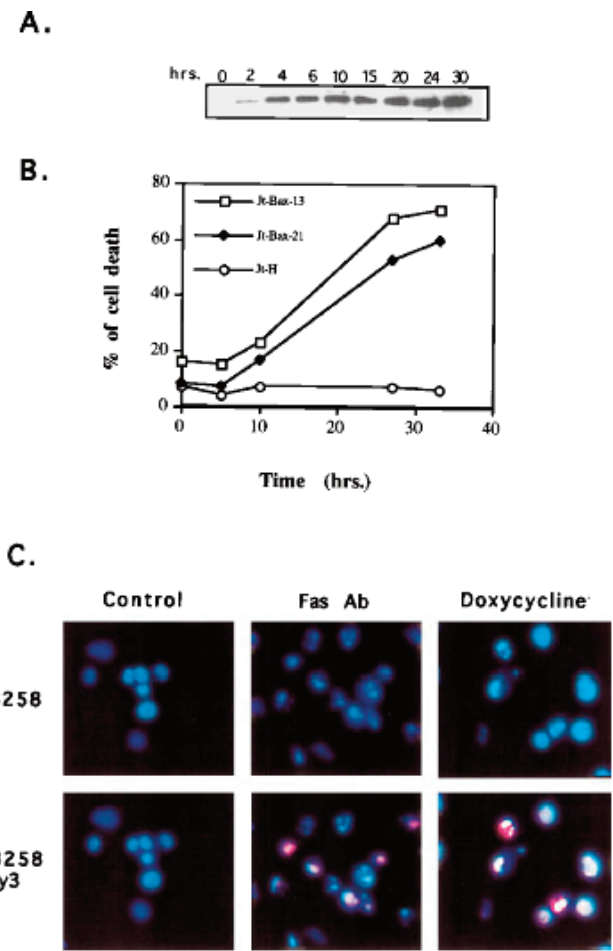 A.
hrs. 0 2 4 6 10 15 20 24 30
B.
80
60
40
20
0
% of cell death
Jt-Bax-13
Jt-Bax-21
Jt-H
0 10 20 30 40
Time (hrs.)
C.
Control Fas Ab Doxycycline
258
258
y3